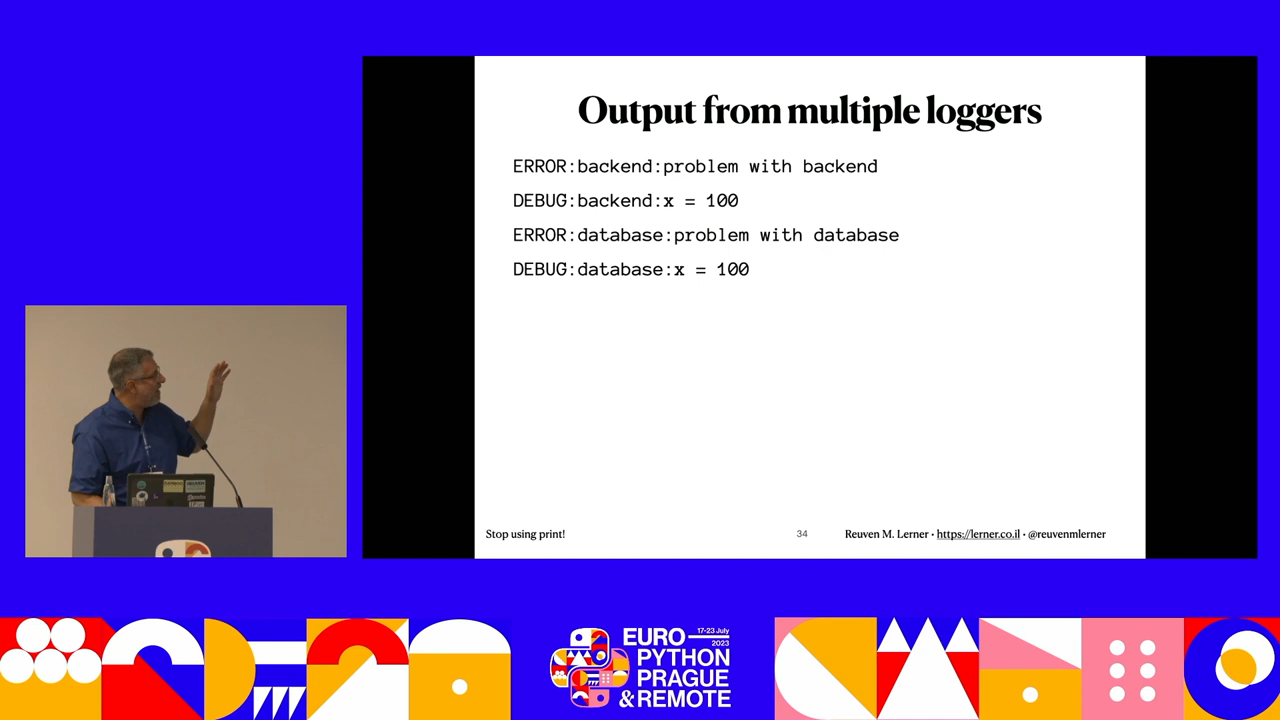 Output from multiple loggers
ERROR:backend:problem with backend
DEBUG:backend:x = 100
ERROR:database:problem with database
DEBUG:database:x = 100
Stop using print!
34
Reuven M. Lerner • https://lerner.co.il • @reuvenmlerner
EURO
17-23 July
2023
PYTHON
PRAGUE
& REMOTE